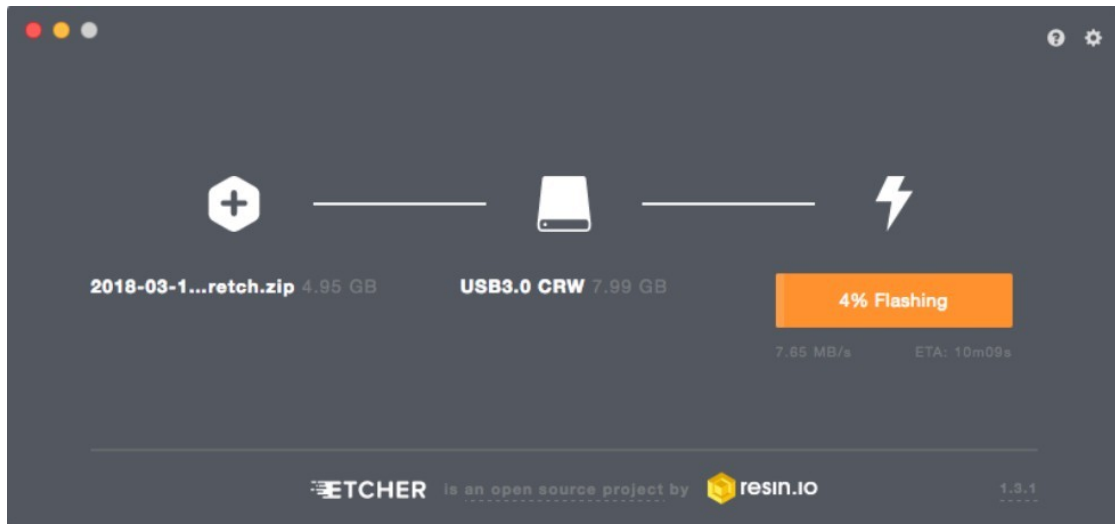 2018-03-1...retch.zip 4.95 GB
USB3.0 CRW 7.99 GB
4% Flashing
7.65 MB/s ETA: 10m09s
ETCHER is an open source project by resin.io 1.3.1